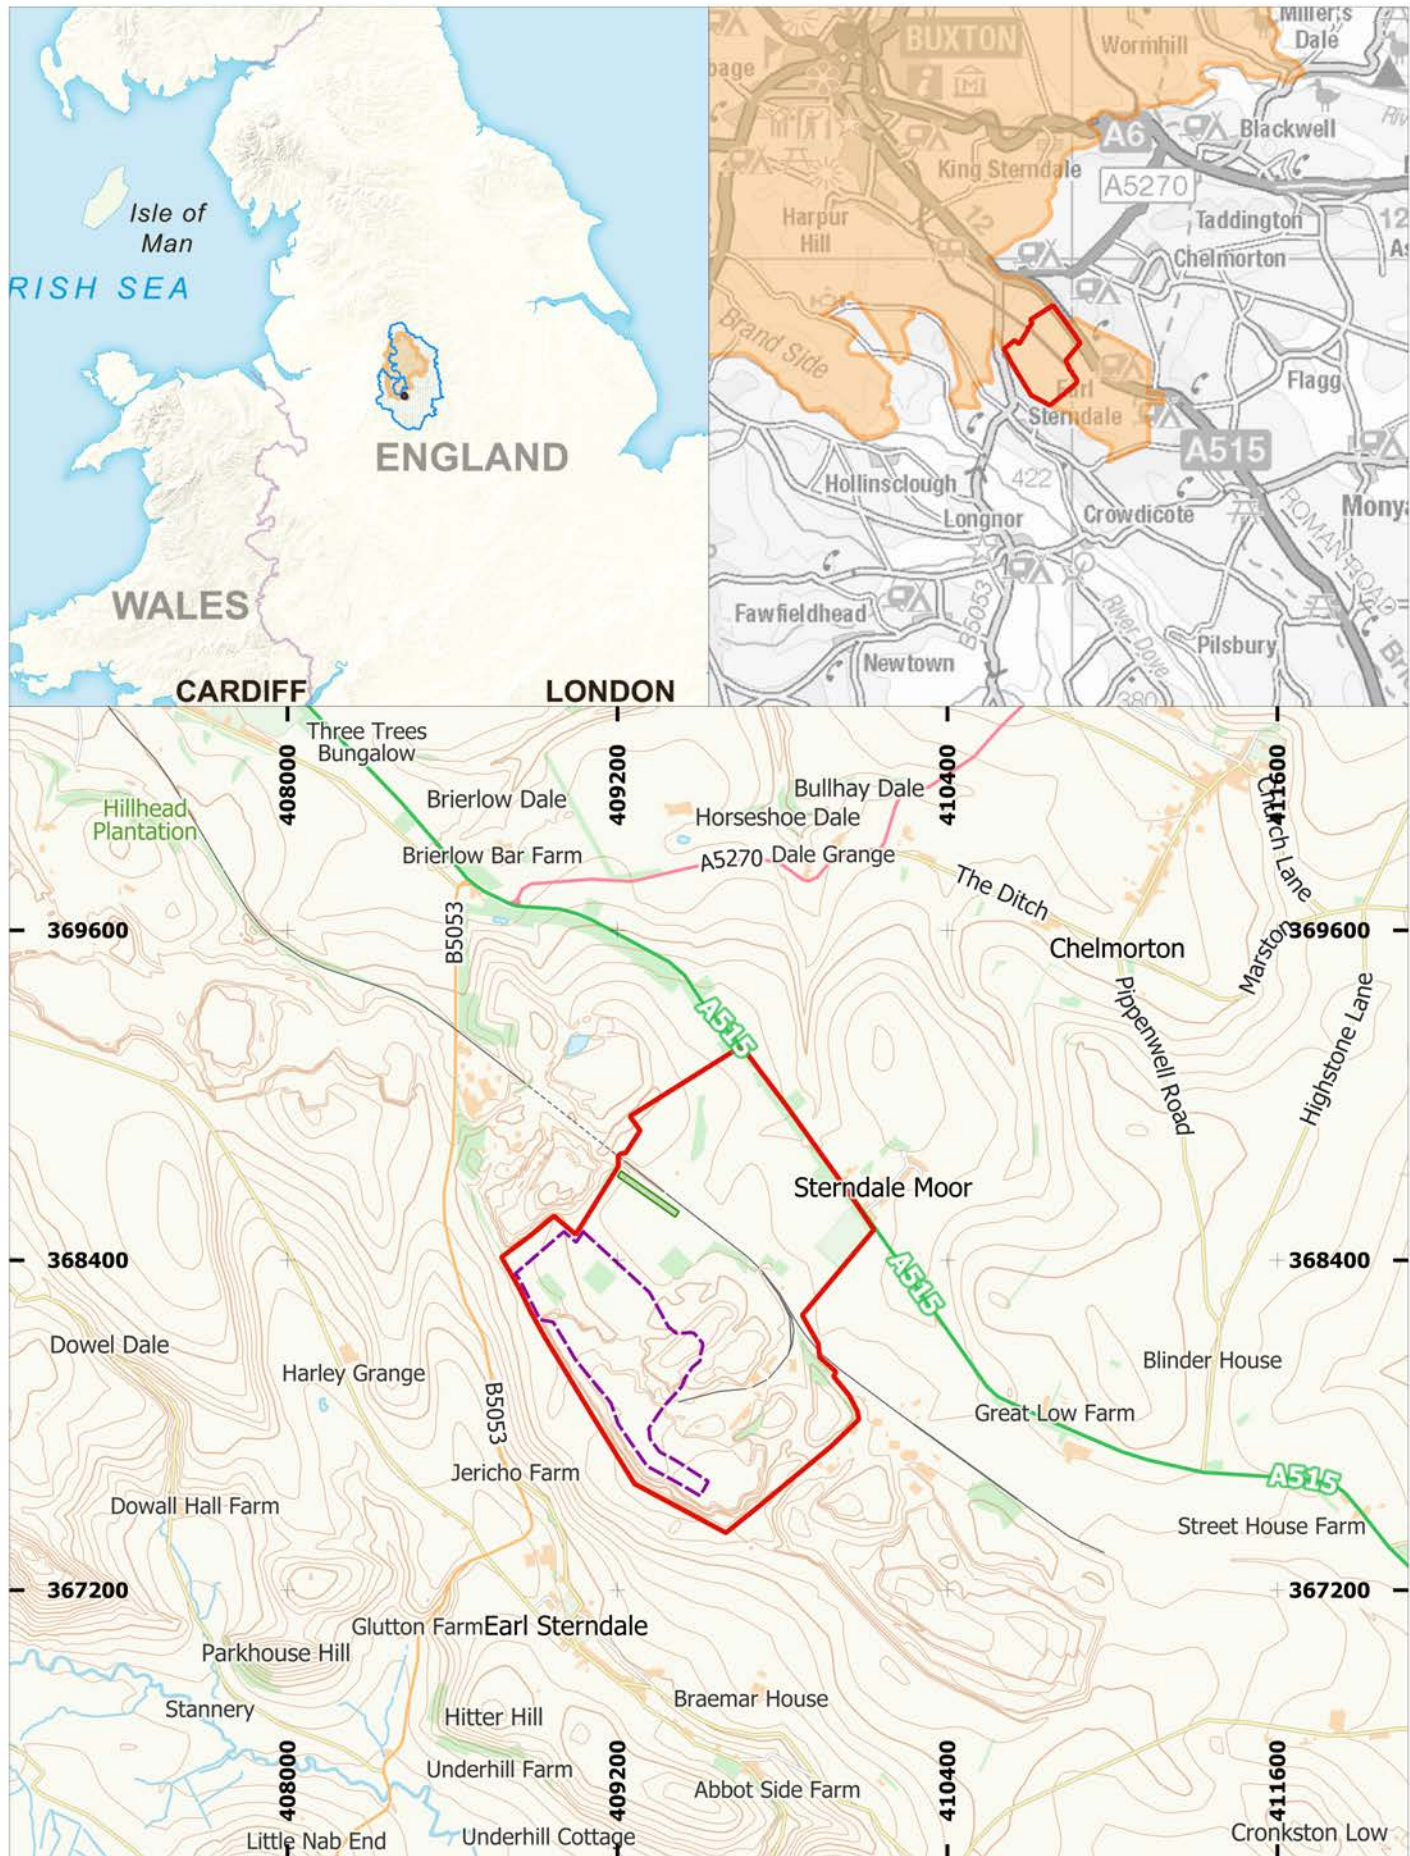 Isle of
Man
RISH SEA
ENGLAND
WALES
CARDIFF
LONDON
BUXTON
Wormhill
Miller's
Dale
A6
Blackwell
King Sterndale
A5270
Harpur
Hill
12
Taddington
12
Chelmorton
Brand Side
Flagg
Earl
Sterndale
A515
Hollinsclough
422
Longnor
Crowdicote
Mony
ROMAN ROAD
Fawfieldhead
B5053
River Dove
Pilsbury
Newtown
380
Three Trees
Bungalow
408000
409200
410400
411600
Hillhead
Plantation
Brierlow Dale
Bullhay Dale
Horseshoe Dale
Church Lane
Brierlow Bar Farm
A5270
Dale Grange
The Ditch
369600
B5053
Chelmorton
Marston
369600
A515
Pippenwell Road
Highstone Lane
Sterndale Moor
368400
A515
368400
Dowel Dale
Harley Grange
Blinder House
B5053
Great Low Farm
Jericho Farm
A515
Dowall Hall Farm
Street House Farm
367200
367200
Glutton Farm
Earl Sterndale
Parkhouse Hill
Stannery
Braemar House
Hitter Hill
Underhill Farm
Abbot Side Farm
408000
409200
410400
411600
Little Nab End
Underhill Cottage
Cronkston Low